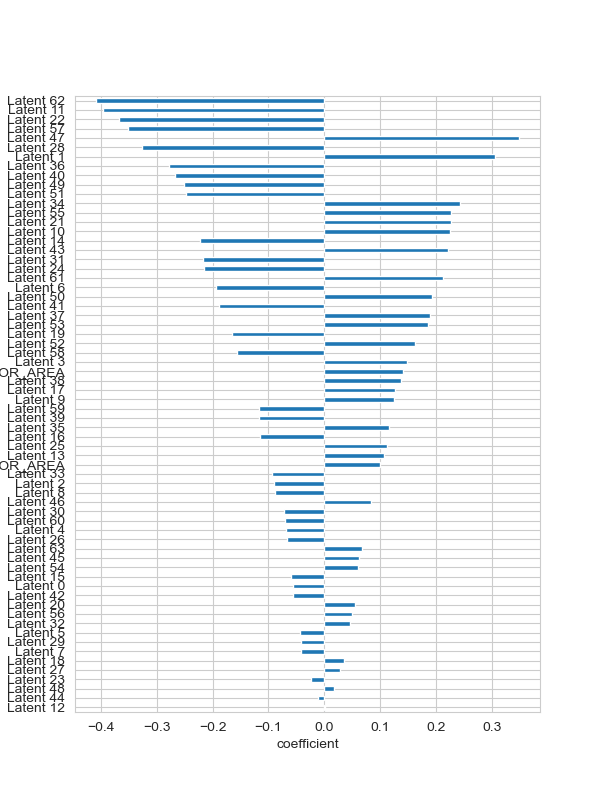 Latent 62
Latent 11
Latent 22
Latent 57
Latent 47
Latent 28
Latent 1
Latent 36
Latent 40
Latent 49
Latent 51
Latent 34
Latent 55
Latent 21
Latent 10
Latent 14
Latent 43
Latent 31
Latent 24
Latent 61
Latent 6
Latent 50
Latent 41
Latent 37
Latent 53
Latent 19
Latent 52
Latent 58
Latent 3
OR_AREA
Latent 38
Latent 17
Latent 9
Latent 59
Latent 39
Latent 35
Latent 16
Latent 25
Latent 13
OR_AREA
Latent 33
Latent 2
Latent 8
Latent 46
Latent 30
Latent 60
Latent 4
Latent 26
Latent 63
Latent 45
Latent 54
Latent 15
Latent 0
Latent 42
Latent 20
Latent 56
Latent 32
Latent 5
Latent 29
Latent 7
Latent 18
Latent 27
Latent 23
Latent 48
Latent 44
Latent 12
−0.4 −0.3 −0.2 −0.1 0.0 0.1 0.2 0.3
coefficient